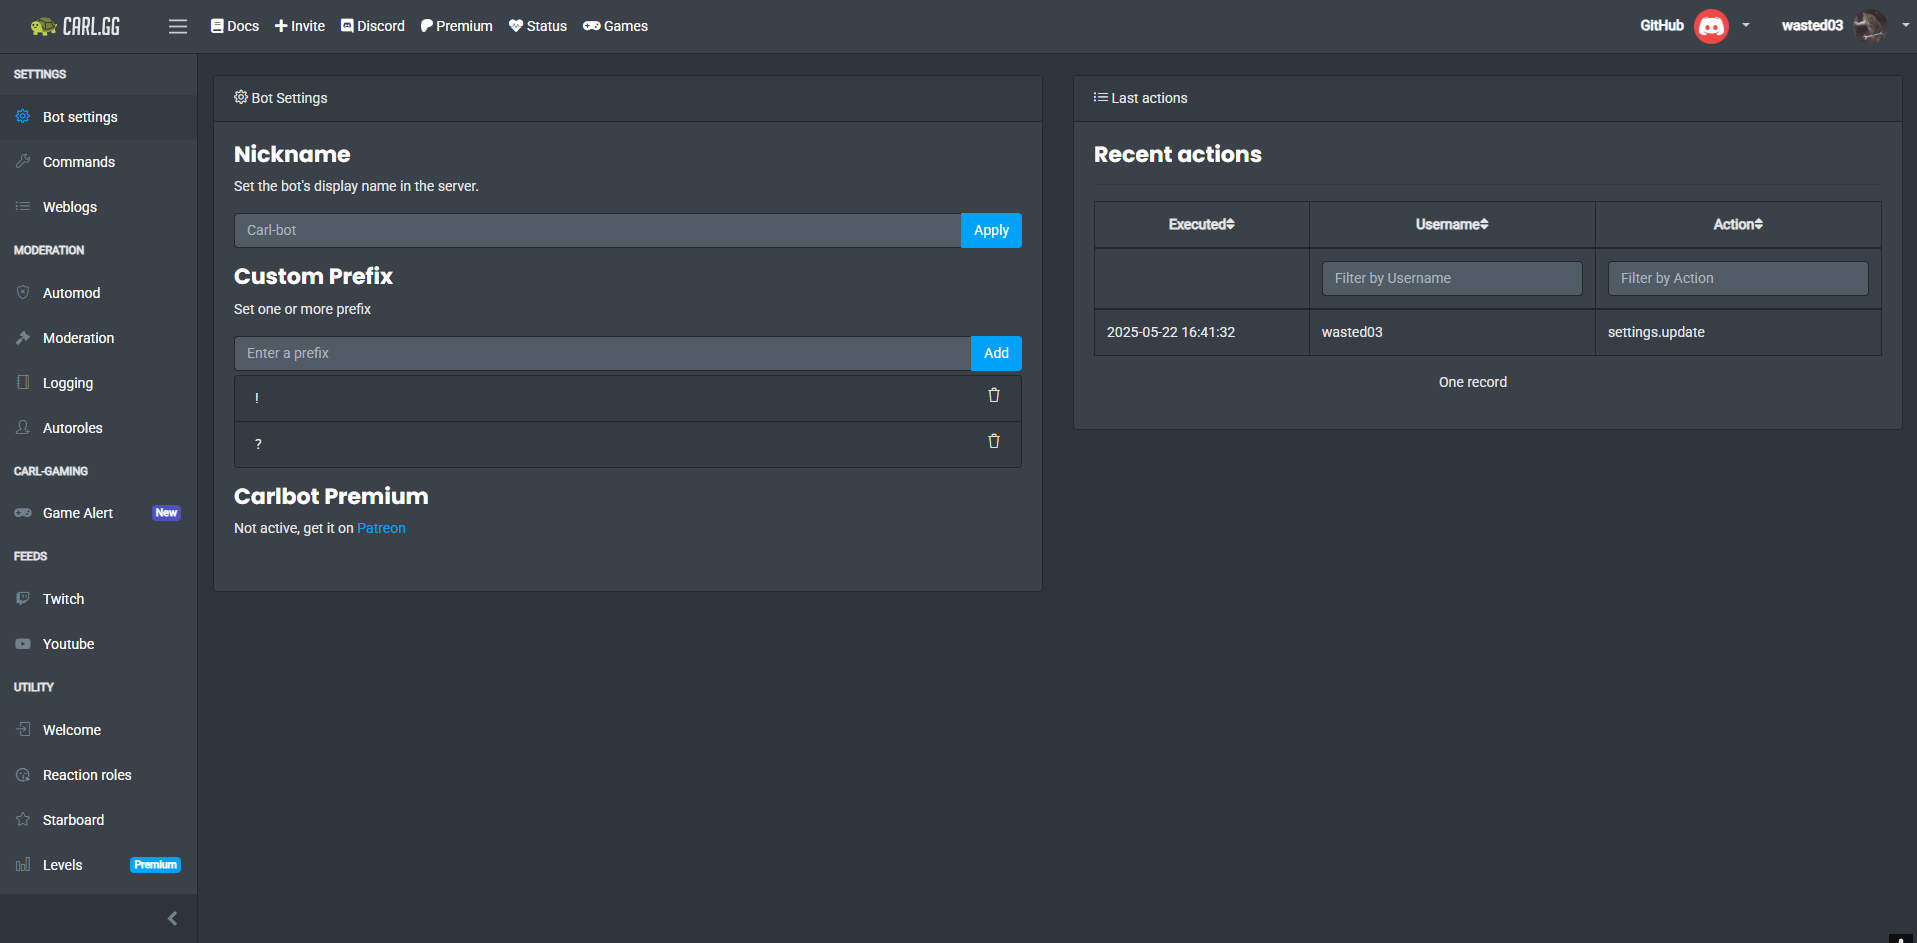 CARL.GG
Docs
Invite
Discord
Premium
Status
Games
GitHub
wasted03
SETTINGS
Bot settings
Commands
Weblogs
MODERATION
Automod
Moderation
Logging
Autoroles
CARL-GAMING
Game Alert New
FEEDS
Twitch
Youtube
UTILITY
Welcome
Reaction roles
Starboard
Levels Premium
Bot Settings
Nickname
Set the bot's display name in the server.
Carl-bot Apply
Custom Prefix
Set one or more prefix
Enter a prefix Add
!
?
Carlbot Premium
Not active, get it on Patreon
Last actions
Recent actions
Executed Username Action
Filter by Username Filter by Action
2025-05-22 16:41:32 wasted03 settings.update
One record